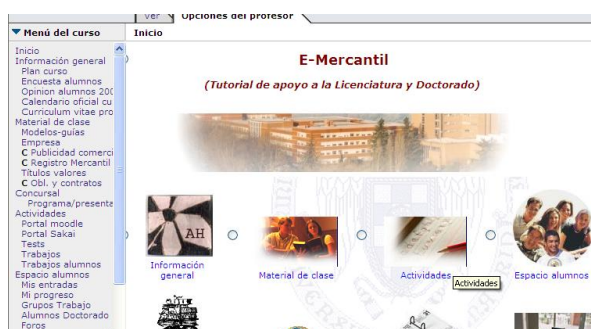 Ver
Opciones del profesor
Menú del curso
Inicio
Inicio
Información general
Plan curso
Encuesta alumnos
Opinion alumnos 200
Calendario oficial cu
Curriculum vitae pro
Material de clase
Modelos-guías
Empresa
C Publicidad comerci
C Registro Mercantil
Títulos valores
C Obl. y contratos
Concursal
Programa/presenta
Actividades
Portal moodle
Portal Sakai
Tests
Trabajos
Trabajos alumnos
Espacio alumnos
Mis entradas
Mi progreso
Grupos Trabajo
Alumnos Doctorado
Foros
E-Mercantil
(Tutorial de apoyo a la Licenciatura y Doctorado)
AH
Información
general
Material de clase
Actividades
Actividades
Espacio alumnos